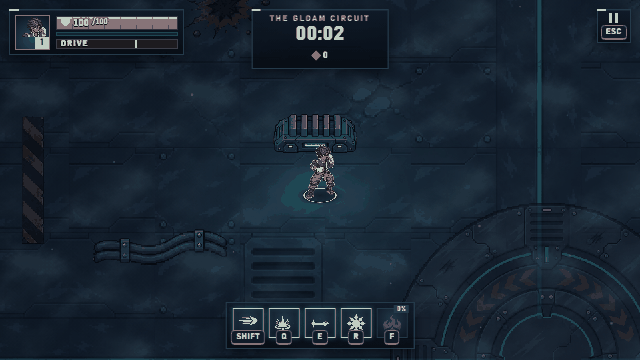 100/100
1
DRIVE
THE GLOAM CIRCUIT
00:02
0
ESC
SHIFT
Q
E
R
F
0%